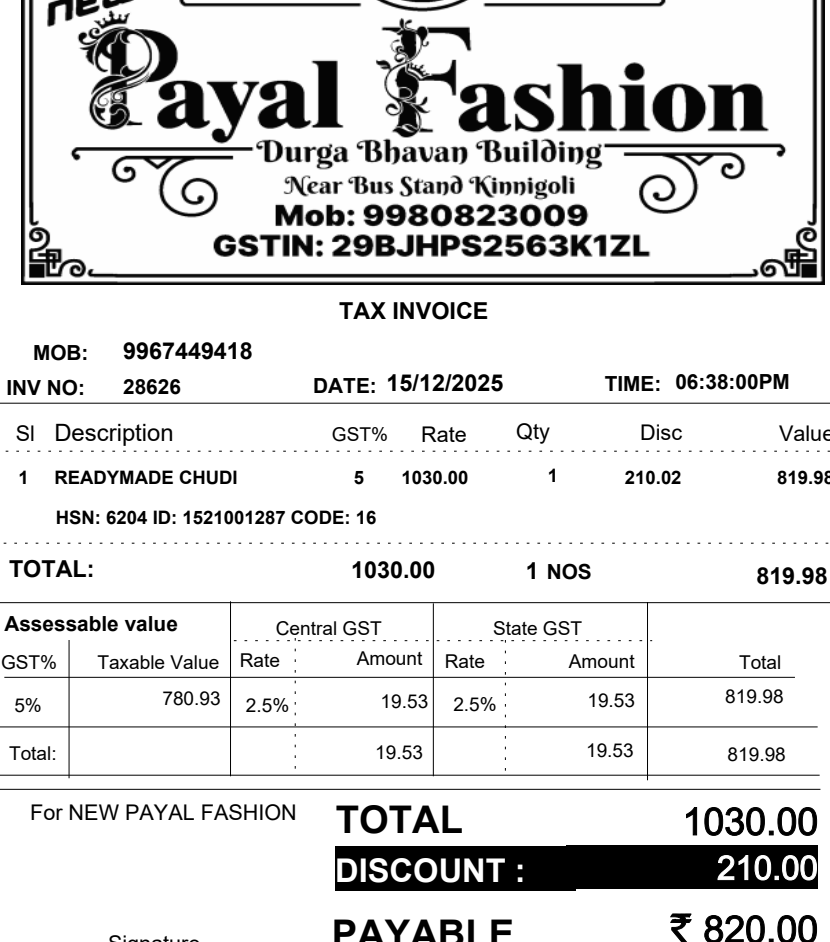 new
Payal Fashion
Durga Bhavan Building
Near Bus Stand Kinnigoli
Mob: 9980823009
GSTIN: 29BJHPS2563K1ZL
TAX INVOICE
MOB: 9967449418
INV NO: 28626 DATE: 15/12/2025 TIME: 06:38:00PM
Sl Description GST% Rate Qty Disc Value
1 READYMADE CHUDI 5 1030.00 1 210.02 819.98
HSN: 6204 ID: 1521001287 CODE: 16
TOTAL: 1030.00 1 NOS 819.98
Assessable value Central GST State GST
GST% Taxable Value Rate Amount Rate Amount Total
5% 780.93 2.5% 19.53 2.5% 19.53 819.98
Total: 19.53 19.53 819.98
For NEW PAYAL FASHION TOTAL 1030.00
DISCOUNT : 210.00
Signature PAYABLE ₹ 820.00